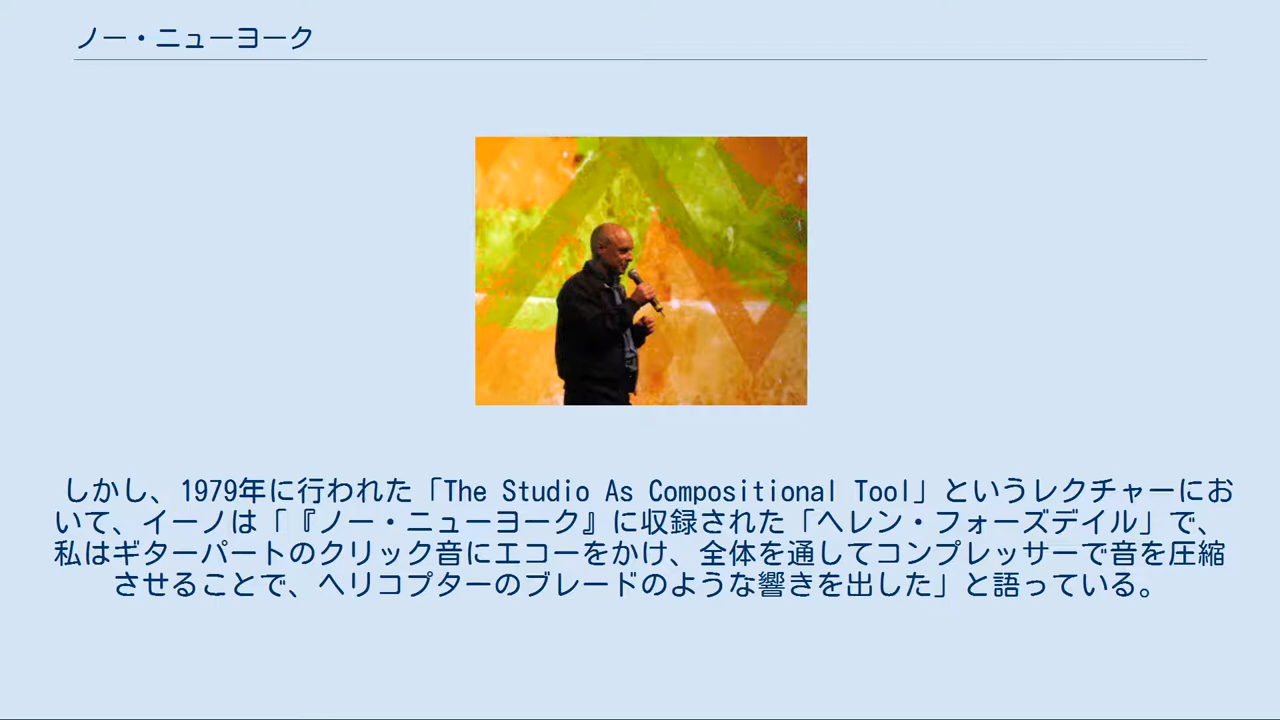 ノー・ニューヨーク
しかし、1979年に行われた「The Studio As Compositional Tool」というレクチャーにお
いて、イーノは「『ノー・ニューヨーク』に収録された「ヘレン・フォーズデイル」で、
私はギターパートのクリック音にエコーをかけ、全体を通してコンプレッサーで音を圧縮
させることで、ヘリコプターのブレードのような響きを出した」と語っている。